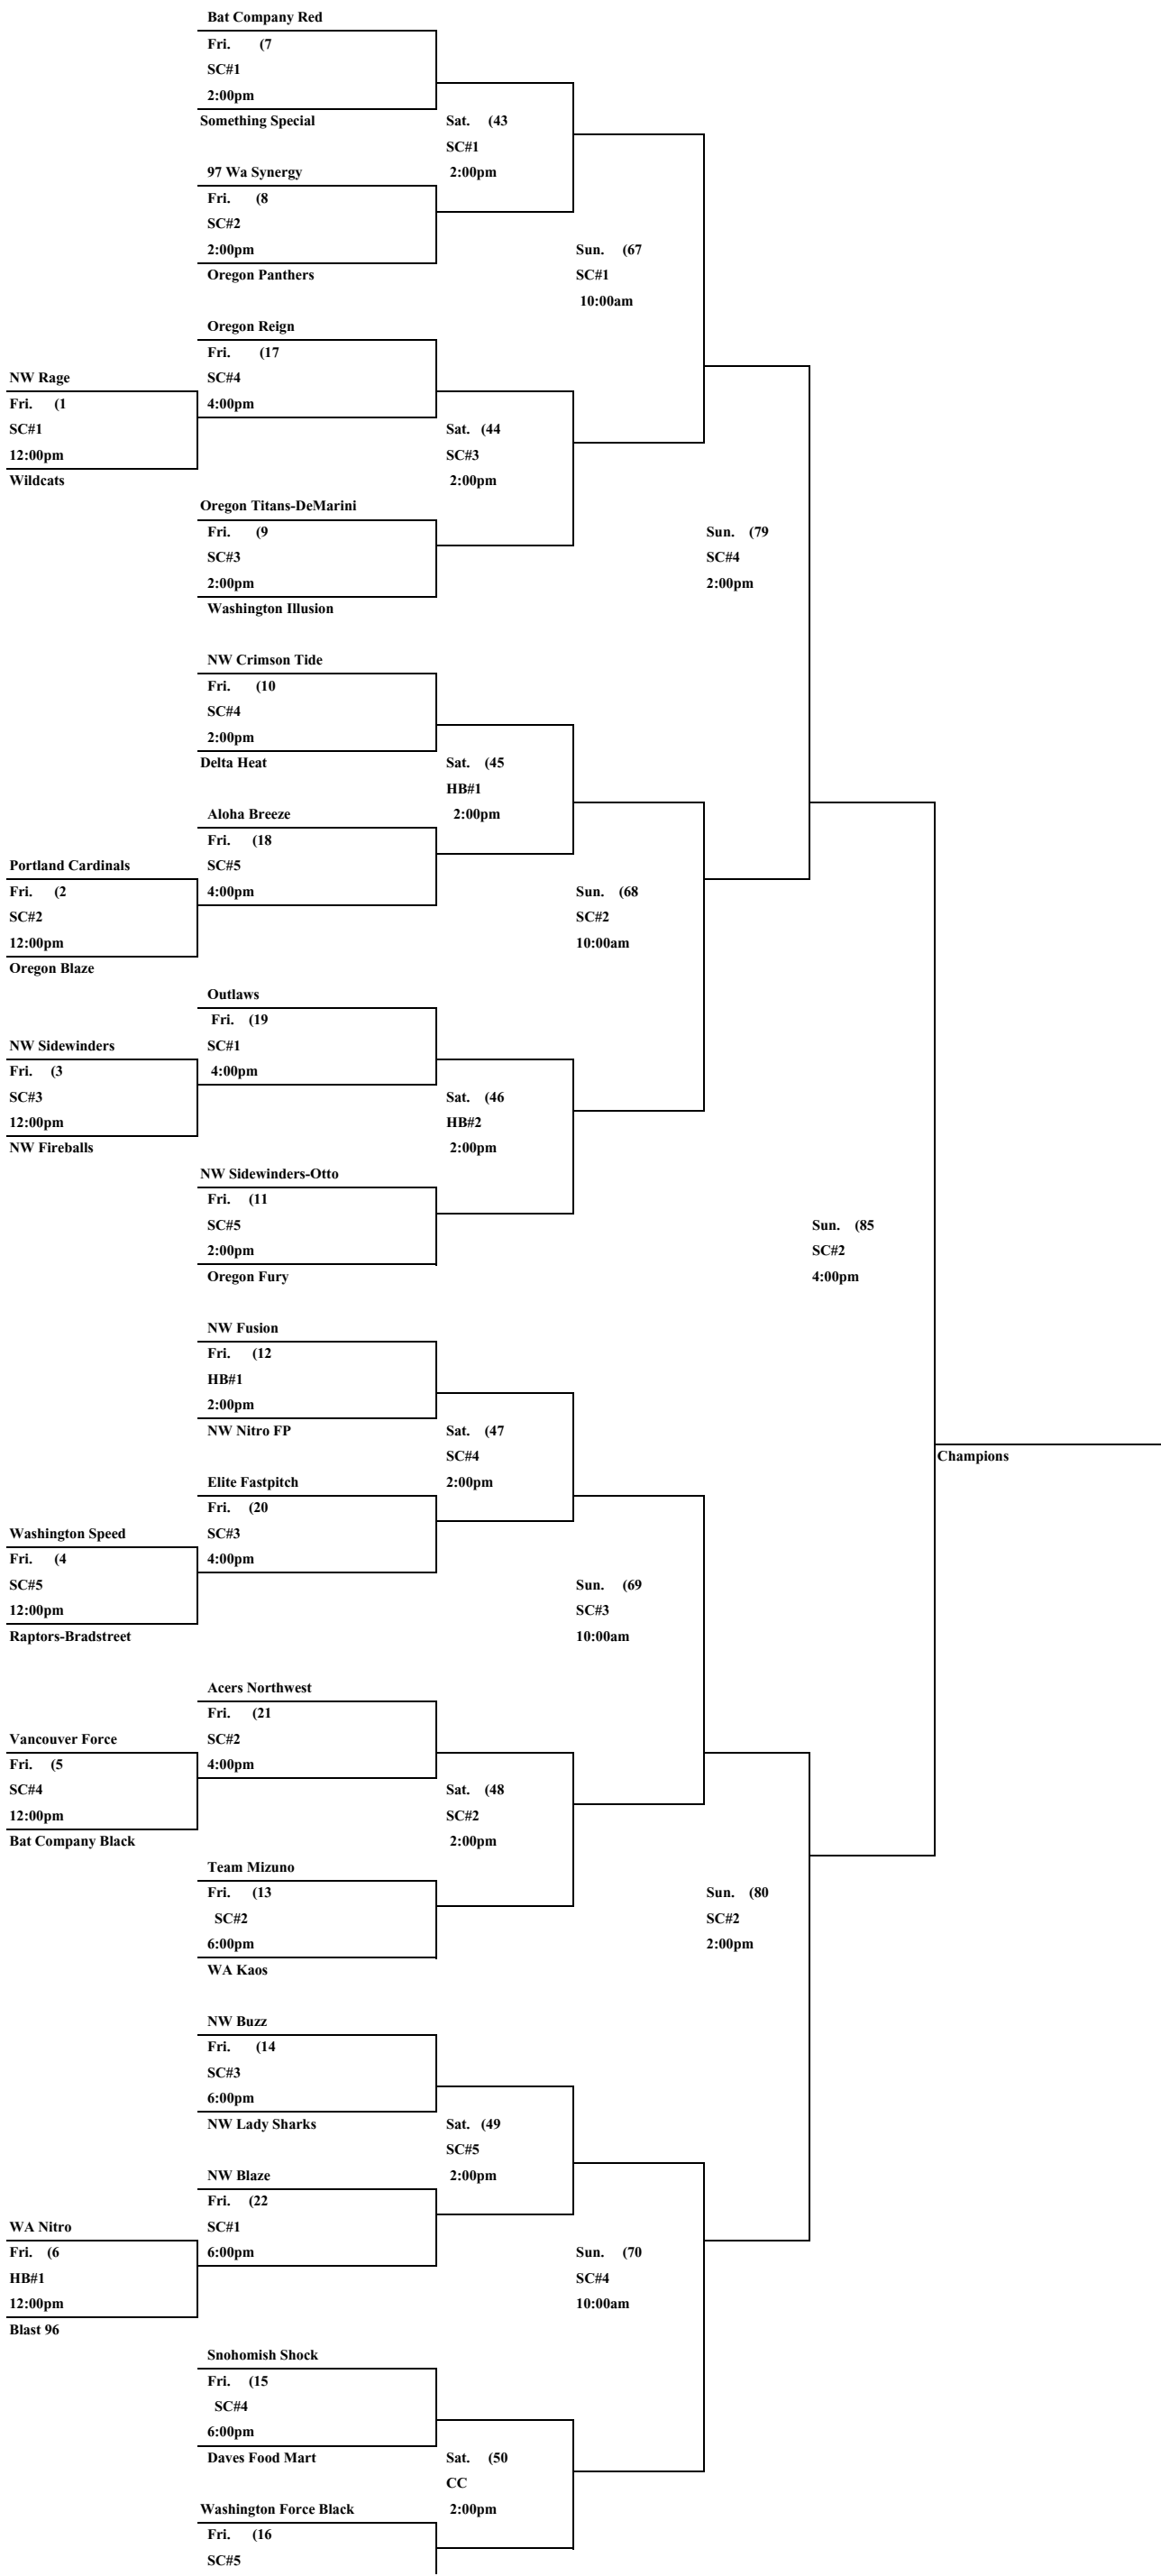 Bat Company Red
Fri. (7
SC#1
2:00pm
Something Special
Sat. (43
SC#1
2:00pm
97 Wa Synergy
Fri. (8
SC#2
2:00pm
Oregon Panthers
Sun. (67
SC#1
10:00am
Oregon Reign
Fri. (17
SC#4
4:00pm
NW Rage
Fri. (1
SC#1
12:00pm
Wildcats
Sat. (44
SC#3
2:00pm
Oregon Titans-DeMarini
Fri. (9
SC#3
2:00pm
Washington Illusion
Sun. (79
SC#4
2:00pm
NW Crimson Tide
Fri. (10
SC#4
2:00pm
Delta Heat
Sat. (45
HB#1
2:00pm
Aloha Breeze
Fri. (18
SC#5
4:00pm
Portland Cardinals
Fri. (2
SC#2
12:00pm
Oregon Blaze
Sun. (68
SC#2
10:00am
Outlaws
Fri. (19
SC#1
4:00pm
NW Sidewinders
Fri. (3
SC#3
12:00pm
NW Fireballs
Sat. (46
HB#2
2:00pm
NW Sidewinders-Otto
Fri. (11
SC#5
2:00pm
Oregon Fury
Sun. (85
SC#2
4:00pm
NW Fusion
Fri. (12
HB#1
2:00pm
NW Nitro FP
Sat. (47
SC#4
2:00pm
Champions
Elite Fastpitch
Fri. (20
SC#3
4:00pm
Washington Speed
Fri. (4
SC#5
12:00pm
Raptors-Bradstreet
Sun. (69
SC#3
10:00am
Acers Northwest
Fri. (21
SC#2
4:00pm
Vancouver Force
Fri. (5
SC#4
12:00pm
Bat Company Black
Sat. (48
SC#2
2:00pm
Team Mizuno
Fri. (13
SC#2
6:00pm
WA Kaos
Sun. (80
SC#2
2:00pm
NW Buzz
Fri. (14
SC#3
6:00pm
NW Lady Sharks
Sat. (49
SC#5
2:00pm
NW Blaze
Fri. (22
SC#1
6:00pm
WA Nitro
Fri. (6
HB#1
12:00pm
Blast 96
Sun. (70
SC#4
10:00am
Snohomish Shock
Fri. (15
SC#4
6:00pm
Daves Food Mart
Sat. (50
CC
2:00pm
Washington Force Black
Fri. (16
SC#5